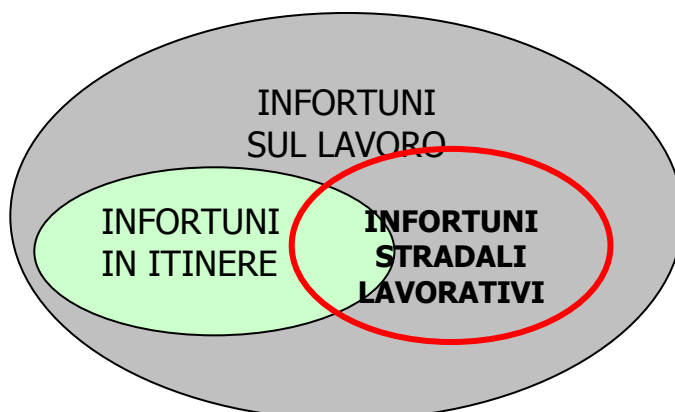 INFORTUNI
SUL LAVORO
INFORTUNI
IN ITINERE
INFORTUNI
STRADALI
LAVORATIVI